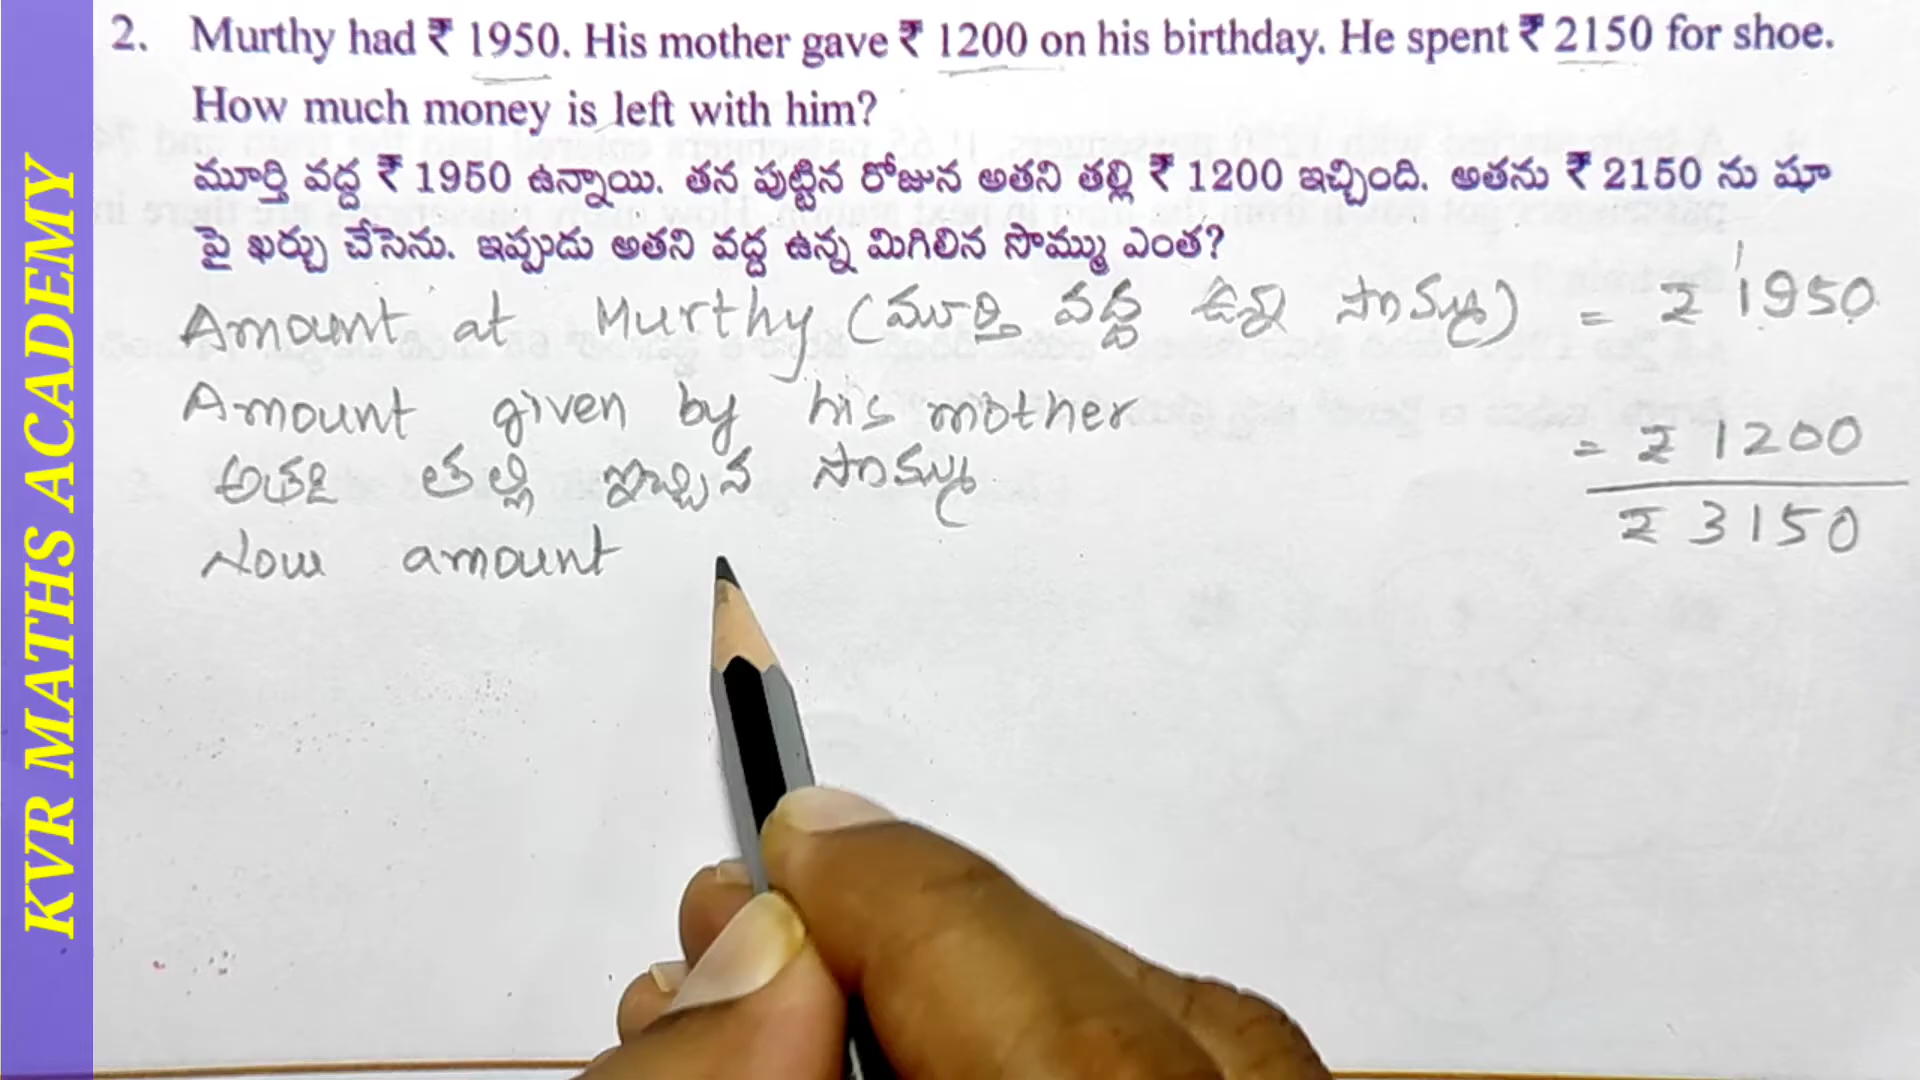 KVR MATHS ACADEMY
2. Murthy had ₹ 1950. His mother gave ₹ 1200 on his birthday. He spent ₹ 2150 for shoe.
How much money is left with him?
మూర్తి వద్ద ₹ 1950 ఉన్నాయి. తన పుట్టిన రోజున అతని తల్లి ₹ 1200 ఇచ్చింది. అతను ₹ 2150 ను షూ
పై ఖర్చు చేసెను. ఇప్పుడు అతని వద్ద ఉన్న మిగిలిన సొమ్ము ఎంత?
1
Amount at Murthy (మూర్తి వద్ద ఉన్న సొమ్ము) = ₹ 1950
Amount given by his mother
= ₹ 1200
అతని తల్లి ఇచ్చిన సొమ్ము
Now amount
₹ 3150